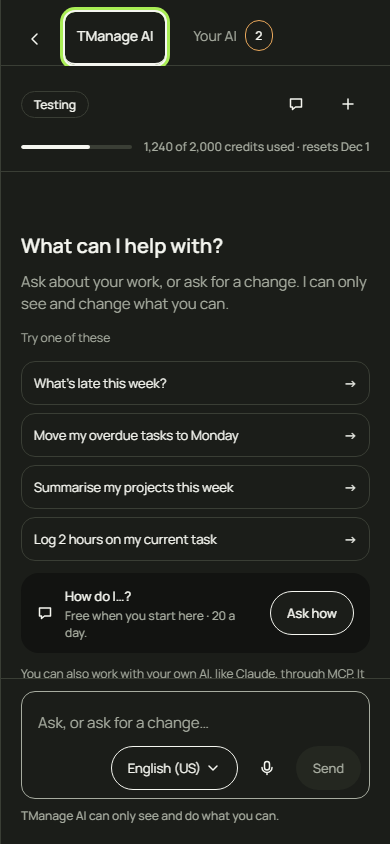 TManage AI
Your AI 2
Testing
1,240 of 2,000 credits used · resets Dec 1
What can I help with?
Ask about your work, or ask for a change. I can only
see and change what you can.
Try one of these
What's late this week?
Move my overdue tasks to Monday
Summarise my projects this week
Log 2 hours on my current task
How do I…?
Free when you start here · 20 a
day.
Ask how
You can also work with your own AI, like Claude, through MCP. It
Ask, or ask for a change…
English (US)
Send
TManage AI can only see and do what you can.